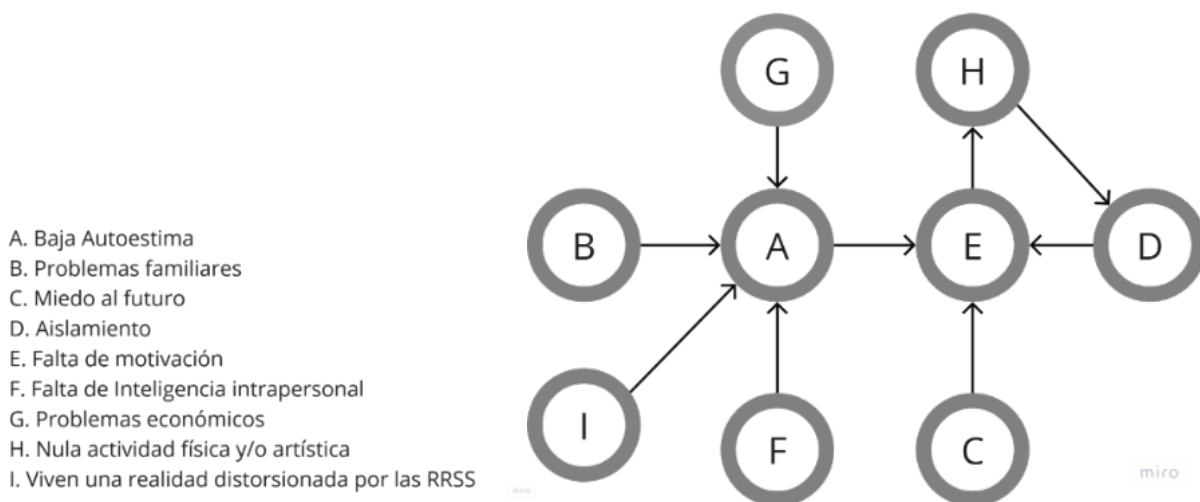 A. Baja Autoestima
B. Problemas familiares
C. Miedo al futuro
D. Aislamiento
E. Falta de motivación
F. Falta de Inteligencia intrapersonal
G. Problemas económicos
H. Nula actividad física y/o artística
I. Viven una realidad distorsionada por las RRSS
G
H
B
A
E
D
I
F
C
miro
miro